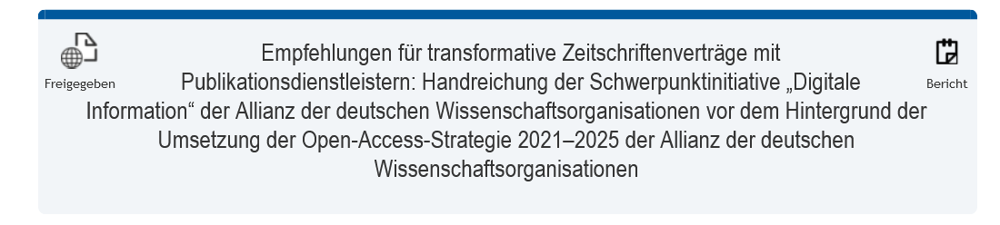 Freigegeben
Bericht
Empfehlungen für transformative Zeitschriftenverträge mit
Publikationsdienstleistern: Handreichung der Schwerpunktinitiative „Digitale
Information“ der Allianz der deutschen Wissenschaftsorganisationen vor dem Hintergrund der
Umsetzung der Open-Access-Strategie 2021–2025 der Allianz der deutschen
Wissenschaftsorganisationen